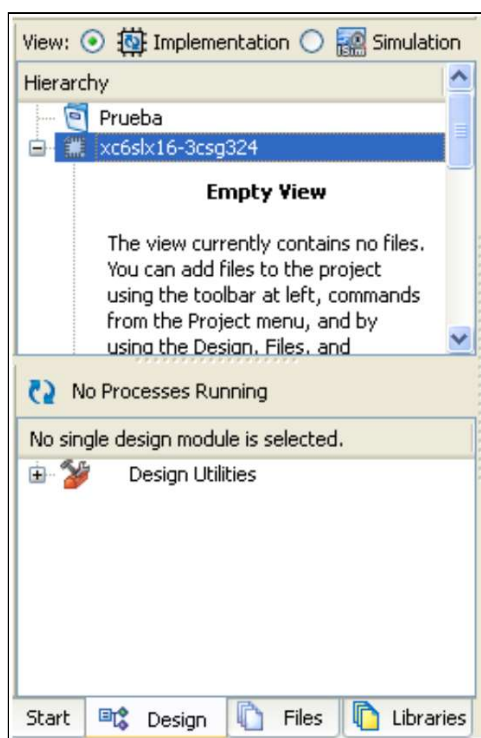 View: Implementation Simulation
Hierarchy
Prueba
xc6slx16-3csg324
Empty View
The view currently contains no files.
You can add files to the project
using the toolbar at left, commands
from the Project menu, and by
using the Design, Files, and
No Processes Running
No single design module is selected.
Design Utilities
Start Design Files Libraries